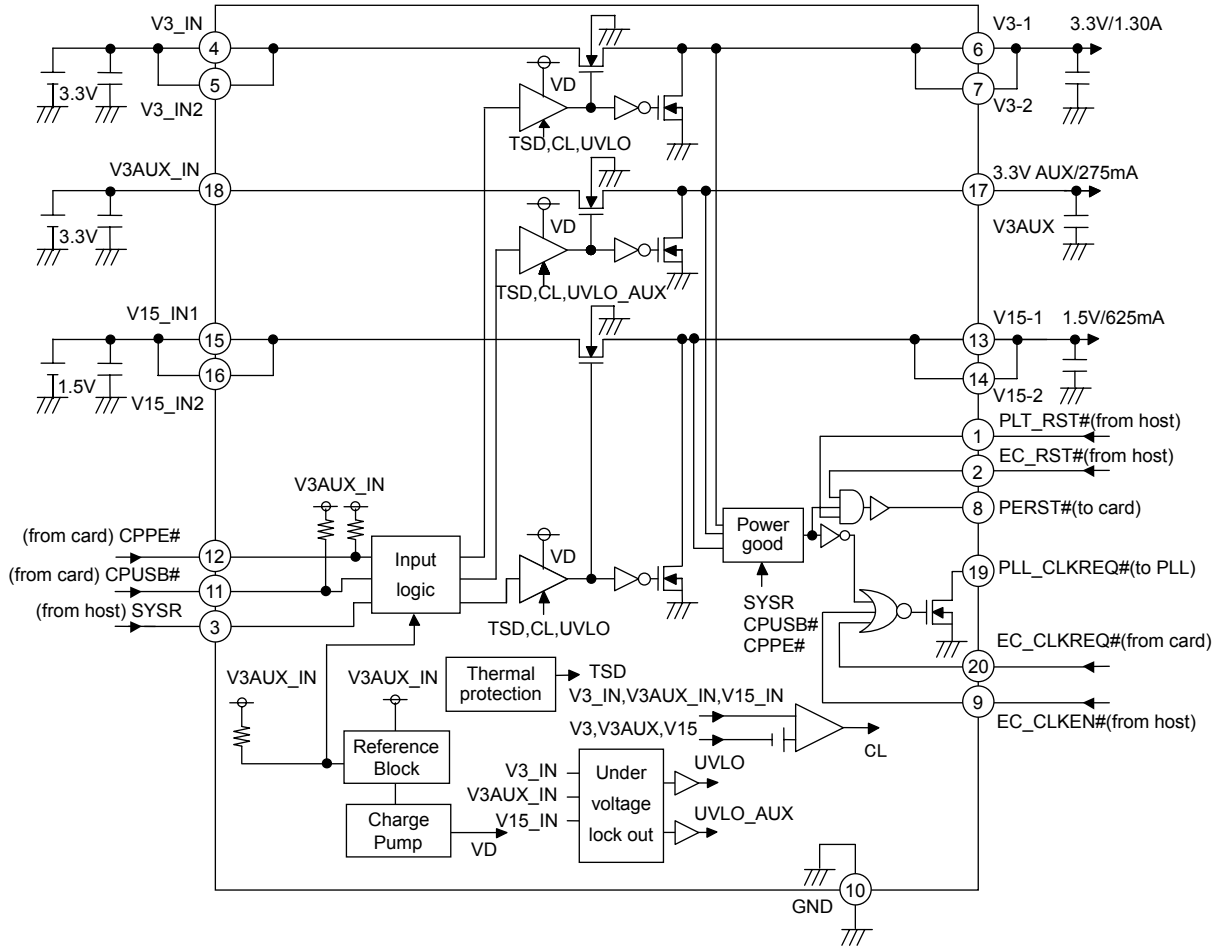 V3_IN
4
5
3.3V
V3_IN2
VD
TSD,CL,UVLO
V3-1
3.3V/1.30A
6
7
V3-2
V3AUX_IN
18
3.3V
VD
TSD,CL,UVLO_AUX
3.3V AUX/275mA
17
V3AUX
V15_IN1
15
16
1.5V
V15_IN2
V15-1
1.5V/625mA
13
14
V15-2
PLT_RST#(from host)
1
EC_RST#(from host)
2
PERST#(to card)
8
V3AUX_IN
(from card) CPPE#
12
(from card) CPUSB#
11
(from host) SYSR
3
Input
logic
VD
TSD,CL,UVLO
Power
good
SYSR
CPUSB#
CPPE#
19
PLL_CLKREQ#(to PLL)
EC_CLKREQ#(from card)
20
9
EC_CLKEN#(from host)
V3AUX_IN
V3AUX_IN
Thermal
protection
TSD
V3_IN,V3AUX_IN,V15_IN
V3,V3AUX,V15
CL
Reference
Block
Charge
Pump
VD
V3_IN
V3AUX_IN
V15_IN
Under
voltage
lock out
UVLO
UVLO_AUX
10
GND